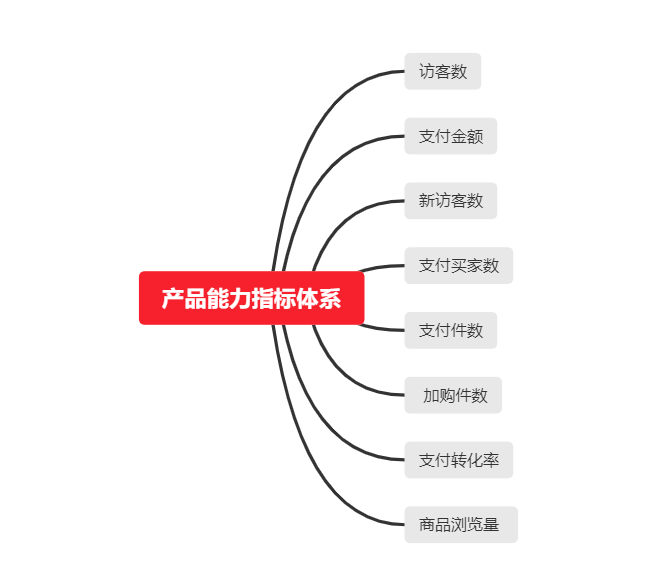 访客数
支付金额
新访客数
支付买家数
产品能力指标体系
支付件数
加购件数
支付转化率
商品浏览量